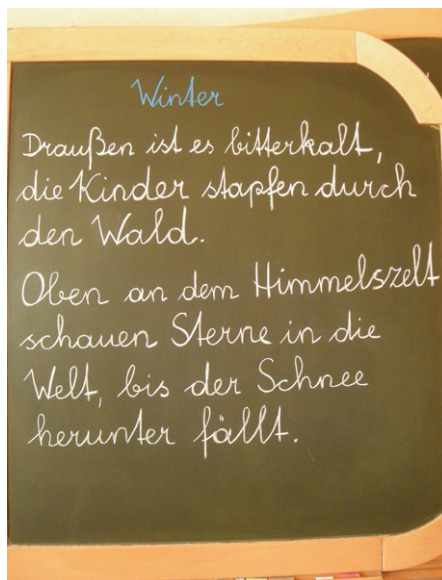 Winter
Draußen ist es bitterkalt,
die Kinder stapfen durch
den Wald.
Oben an dem Himmelszelt
schauen Sterne in die
Welt, bis der Schnee
herunter fällt.